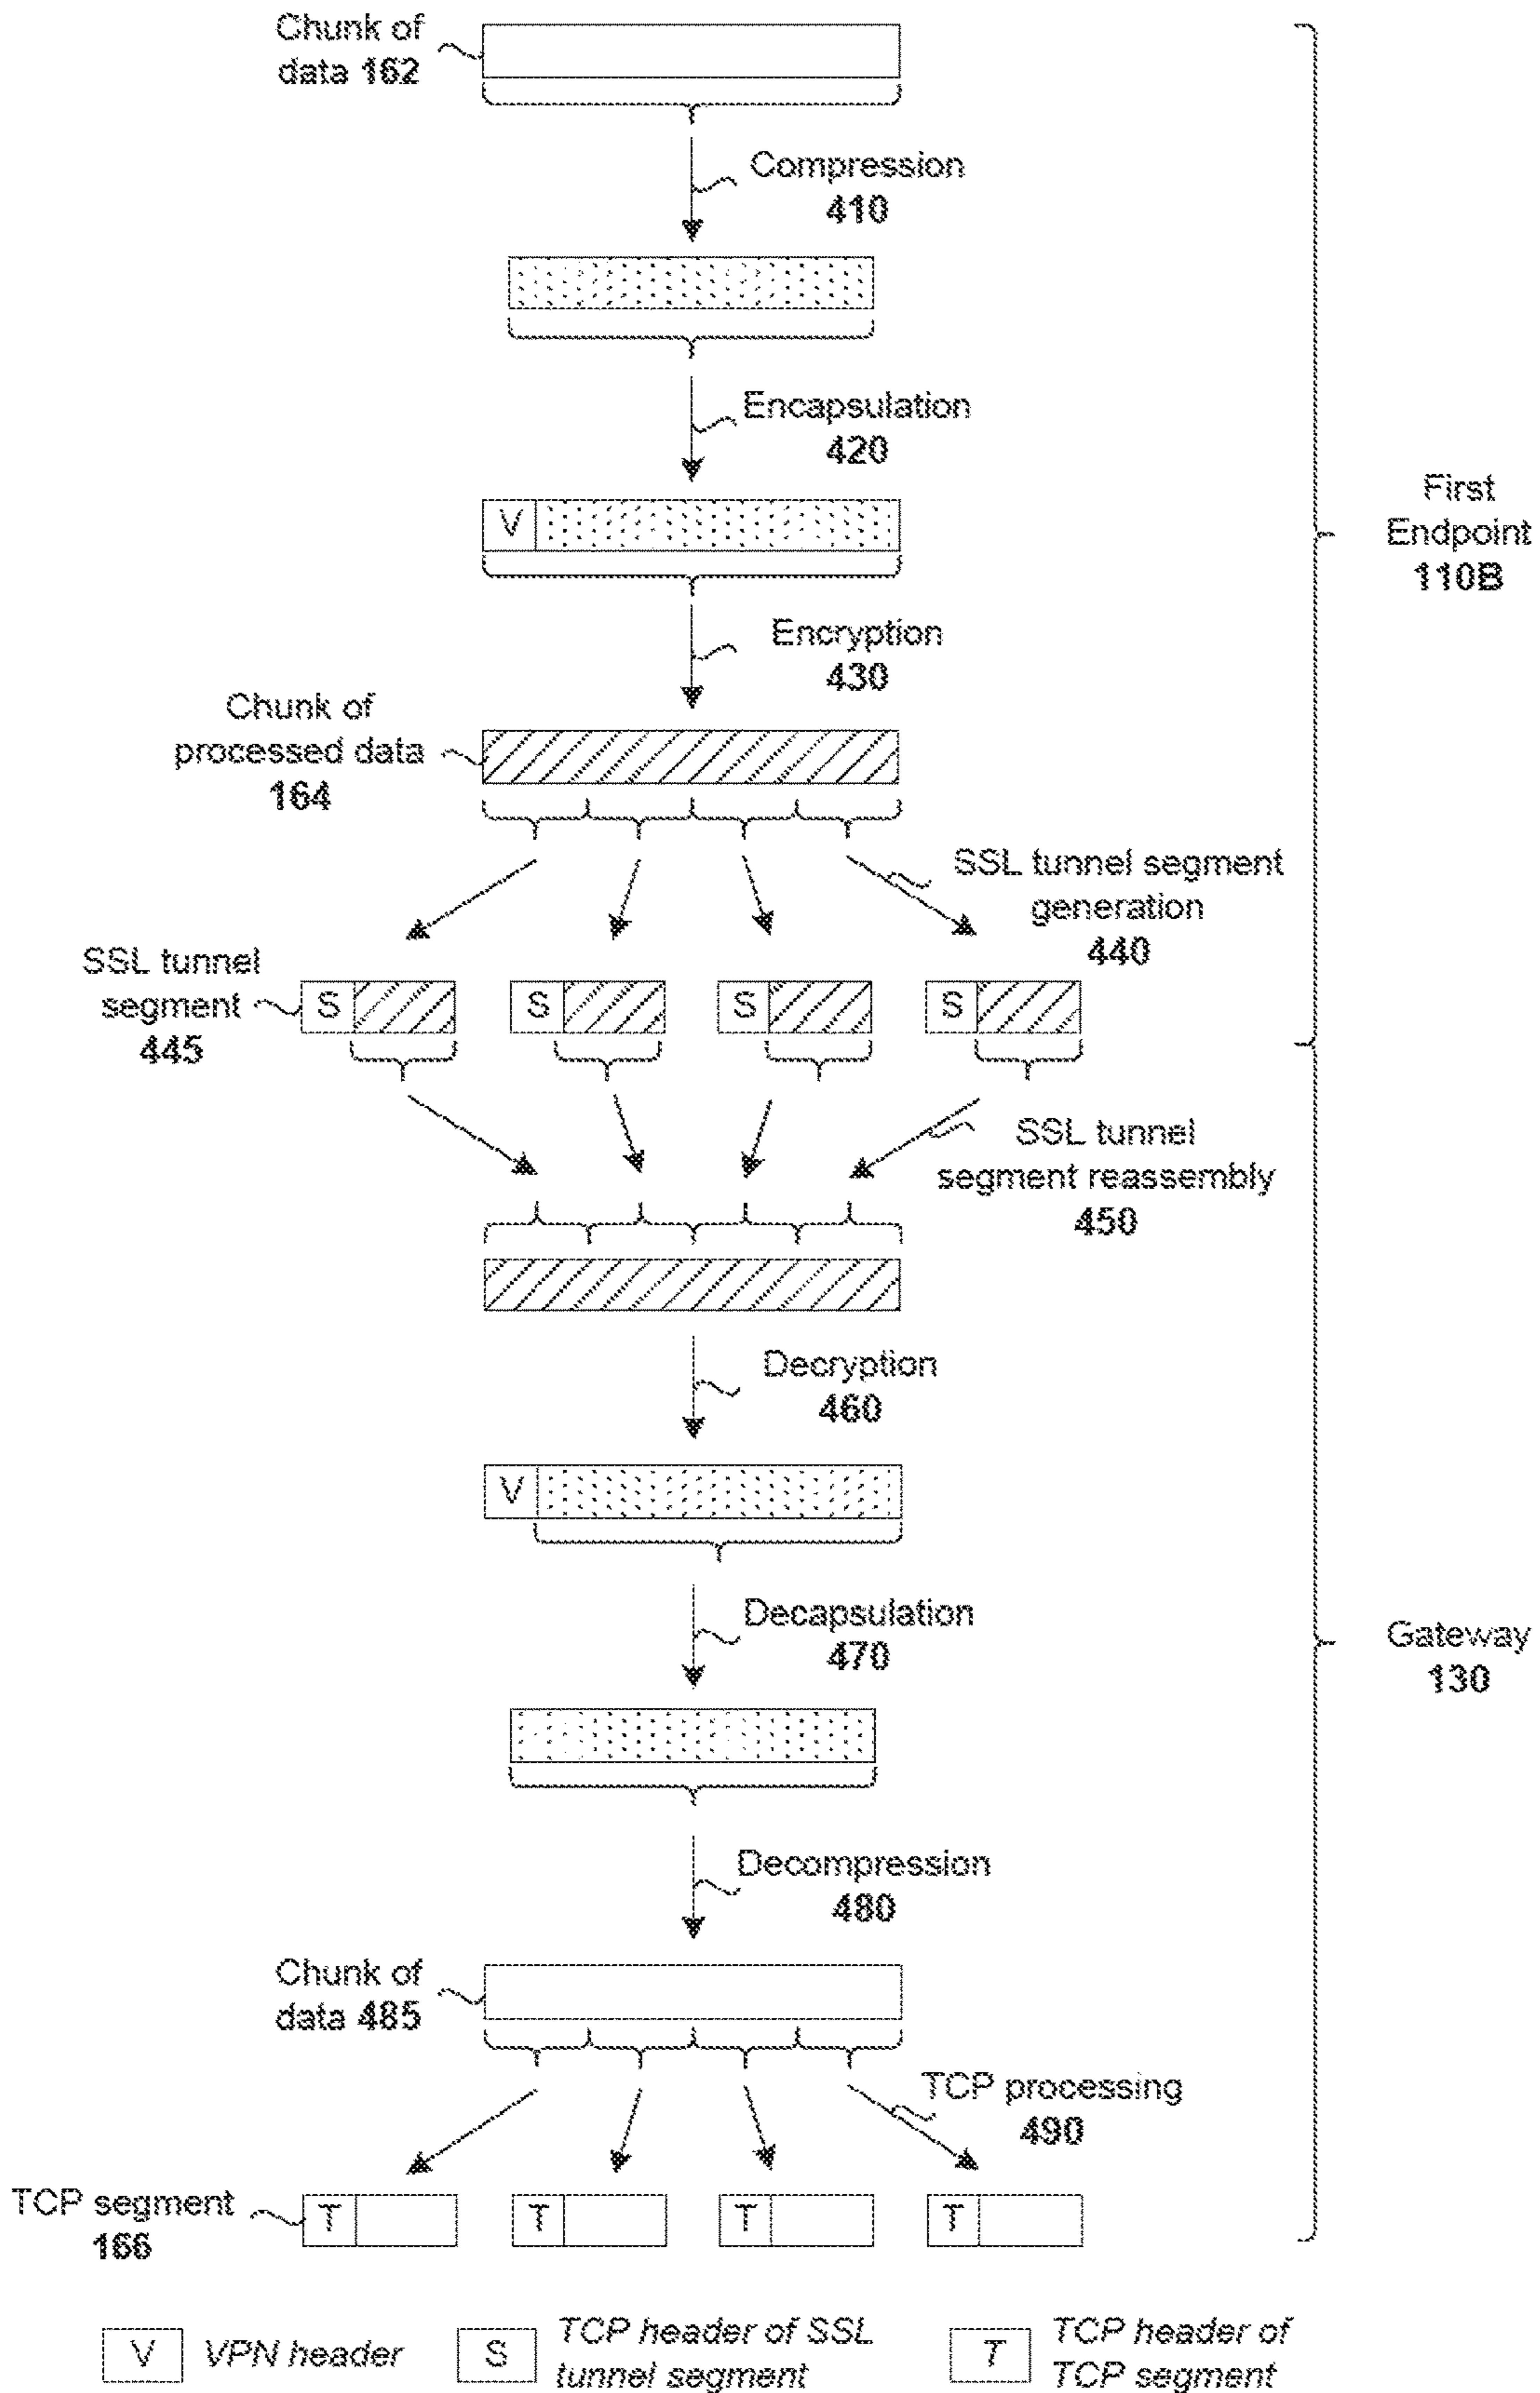 Chunk of
data 162
Compression
410
Encapsulation
420
V
First
Endpoint
110B
Encryption
430
Chunk of
processed data
164
SSL tunnel segment
generation
440
SSL tunnel
segment
445
S
S
S
S
SSL tunnel
segment reassembly
450
Decryption
460
V
Decapsulation
470
Gateway
130
Decompression
480
Chunk of
data 485
TCP processing
490
TCP segment
166
T
T
T
T
V
VPN header
S
TCP header of SSL
tunnel segment
T
TCP header of
TCP segment